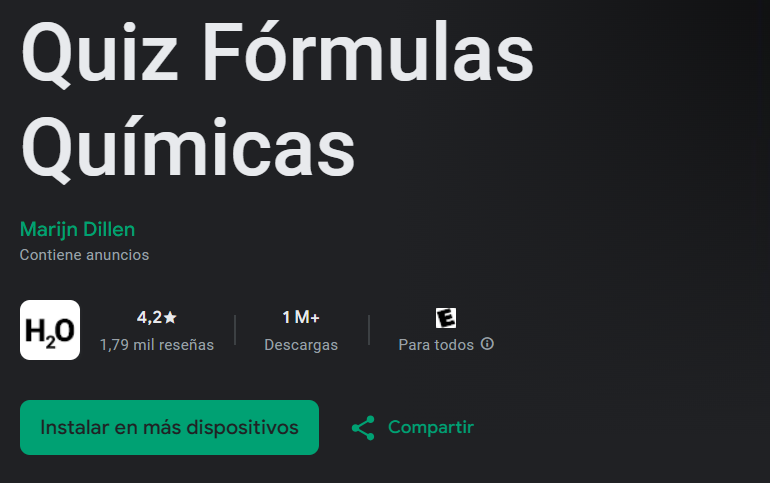 Quiz Fórmulas
Químicas
Marijn Dillen
Contiene anuncios
H₂O
4,2★
1,79 mil reseñas
1 M+
Descargas
E
Para todos
Instalar en más dispositivos
Compartir